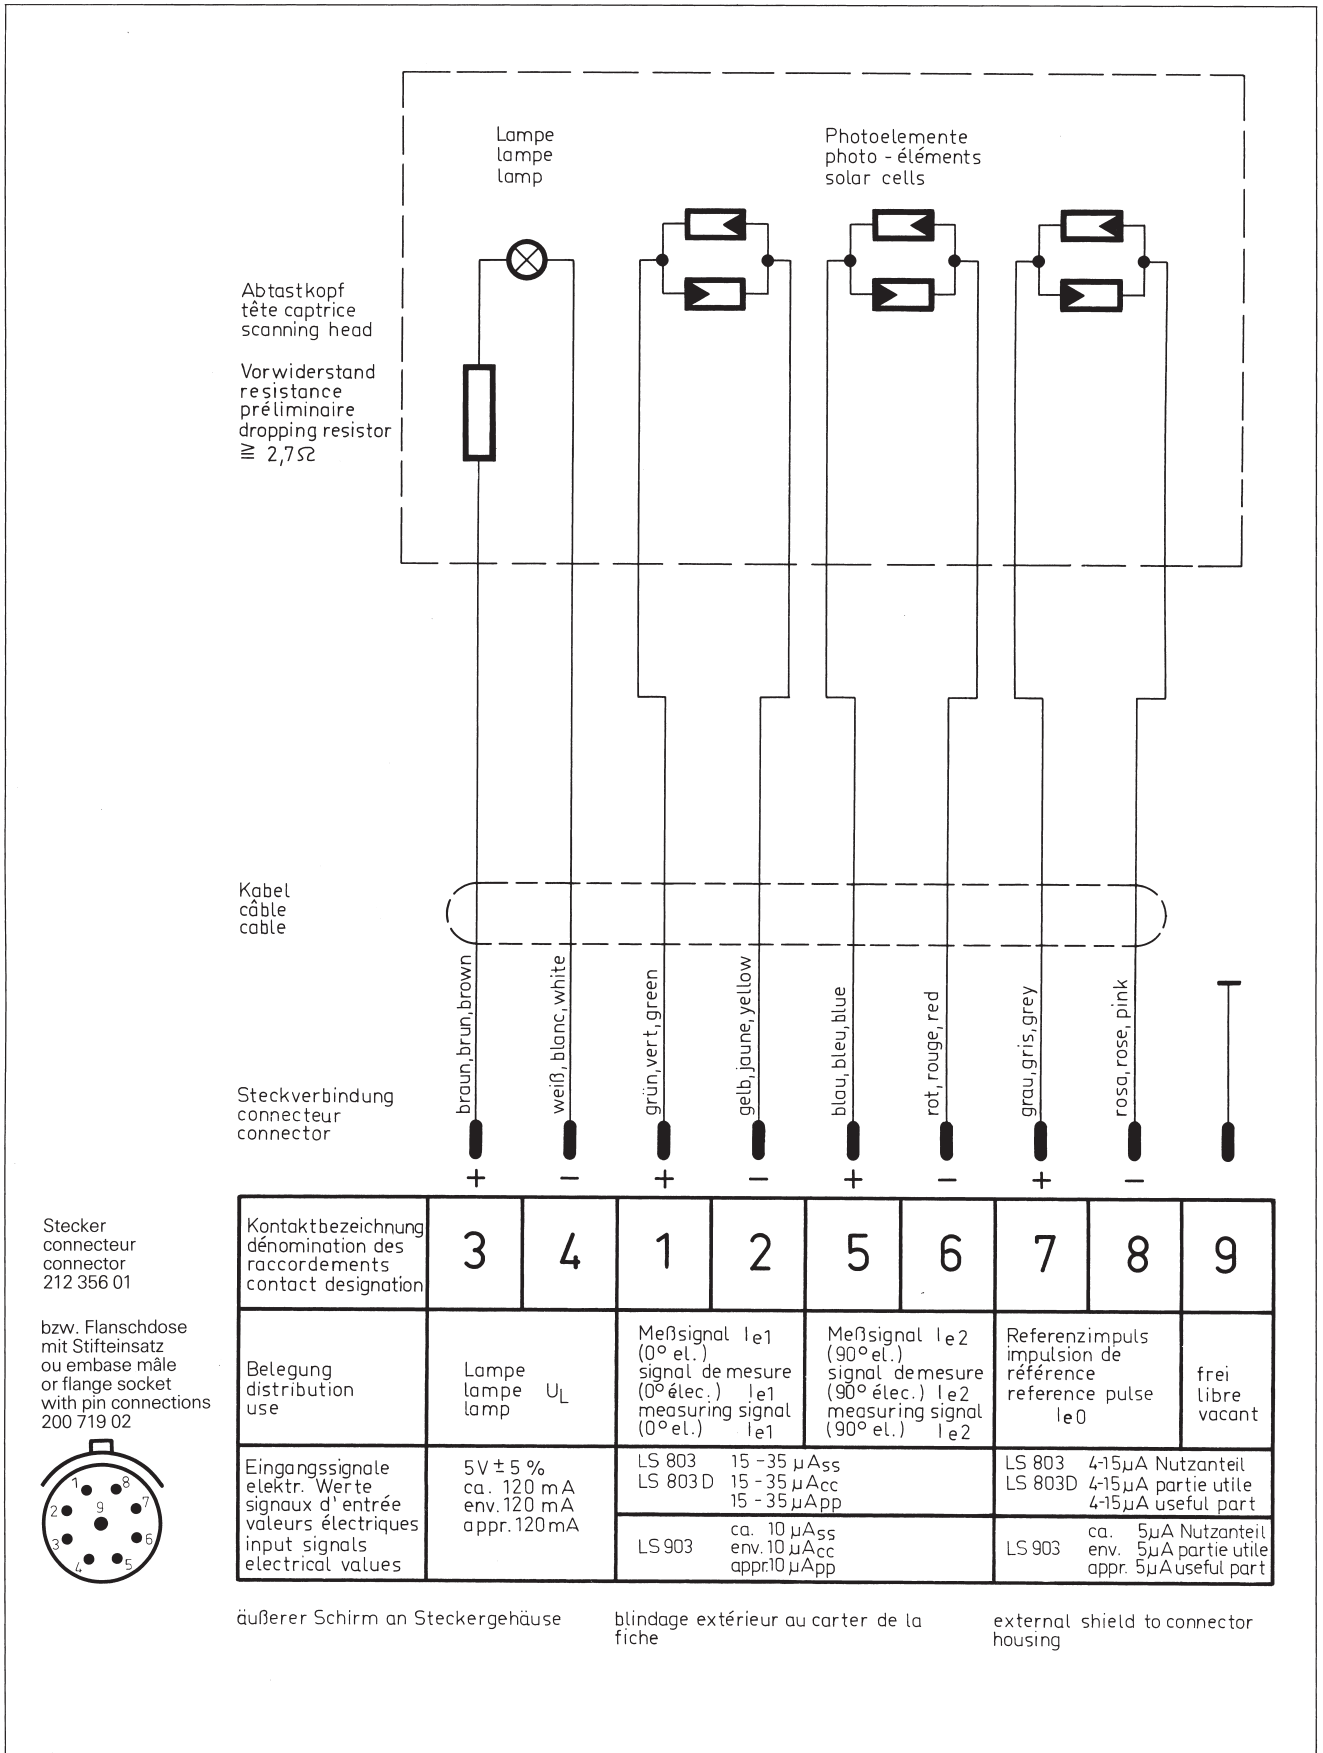 Lampe
lampe
lamp
Photoelemente
photo - éléments
solar cells
Abtastkopf
tête captrice
scanning head
Vorwiderstand
resistance
préliminaire
dropping resistor
≧ 2,7Ω
Kabel
câble
cable
braun, brun, brown
weiß, blanc, white
grün, vert, green
gelb, jaune, yellow
blau, bleu, blue
rot, rouge, red
grau, gris, grey
rosa, rose, pink
Steckverbindung
connecteur
connector
+ − + − + − + −
Stecker
connecteur
connector
212 356 01
bzw. Flanschdose
mit Stifteinsatz
ou embase mâle
or flange socket
with pin connections
200 719 02
1 8
2 9 7
3 6
4 5
Kontaktbezeichnung
dénomination des
raccordements
contact designation
3 4 1 2 5 6 7 8 9
Belegung
distribution
use
Lampe
lampe UL
lamp
Meßsignal Ie1
(0° el.)
signal de mesure
(0° élec.) Ie1
measuring signal
(0° el.) Ie1
Meßsignal Ie2
(90° el.)
signal de mesure
(90° élec.) Ie2
measuring signal
(90° el.) Ie2
Referenzimpuls
impulsion de
référence
reference pulse
Ie0
frei
libre
vacant
Eingangssignale
elektr. Werte
signaux d'entrée
valeurs électriques
input signals
electrical values
5V ± 5 %
ca. 120 mA
env. 120 mA
appr. 120 mA
LS 803 15 - 35 µAss
LS 803 D 15 - 35 µAcc
15 - 35 µApp
LS 803 4-15µA Nutzanteil
LS 803D 4-15µA partie utile
4-15µA useful part
ca. 10 µAss
LS 903 env. 10 µAcc
appr. 10 µApp
ca. 5µA Nutzanteil
LS 903 env. 5µA partie utile
appr. 5µA useful part
äußerer Schirm an Steckergehäuse
blindage extérieur au carter de la
fiche
external shield to connector
housing